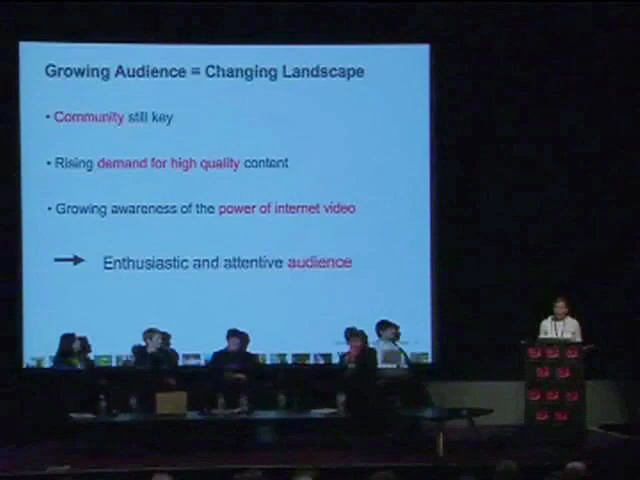 Growing Audience = Changing Landscape
• Community still key
• Rising demand for high quality content
• Growing awareness of the power of internet video
Enthusiastic and attentive audience